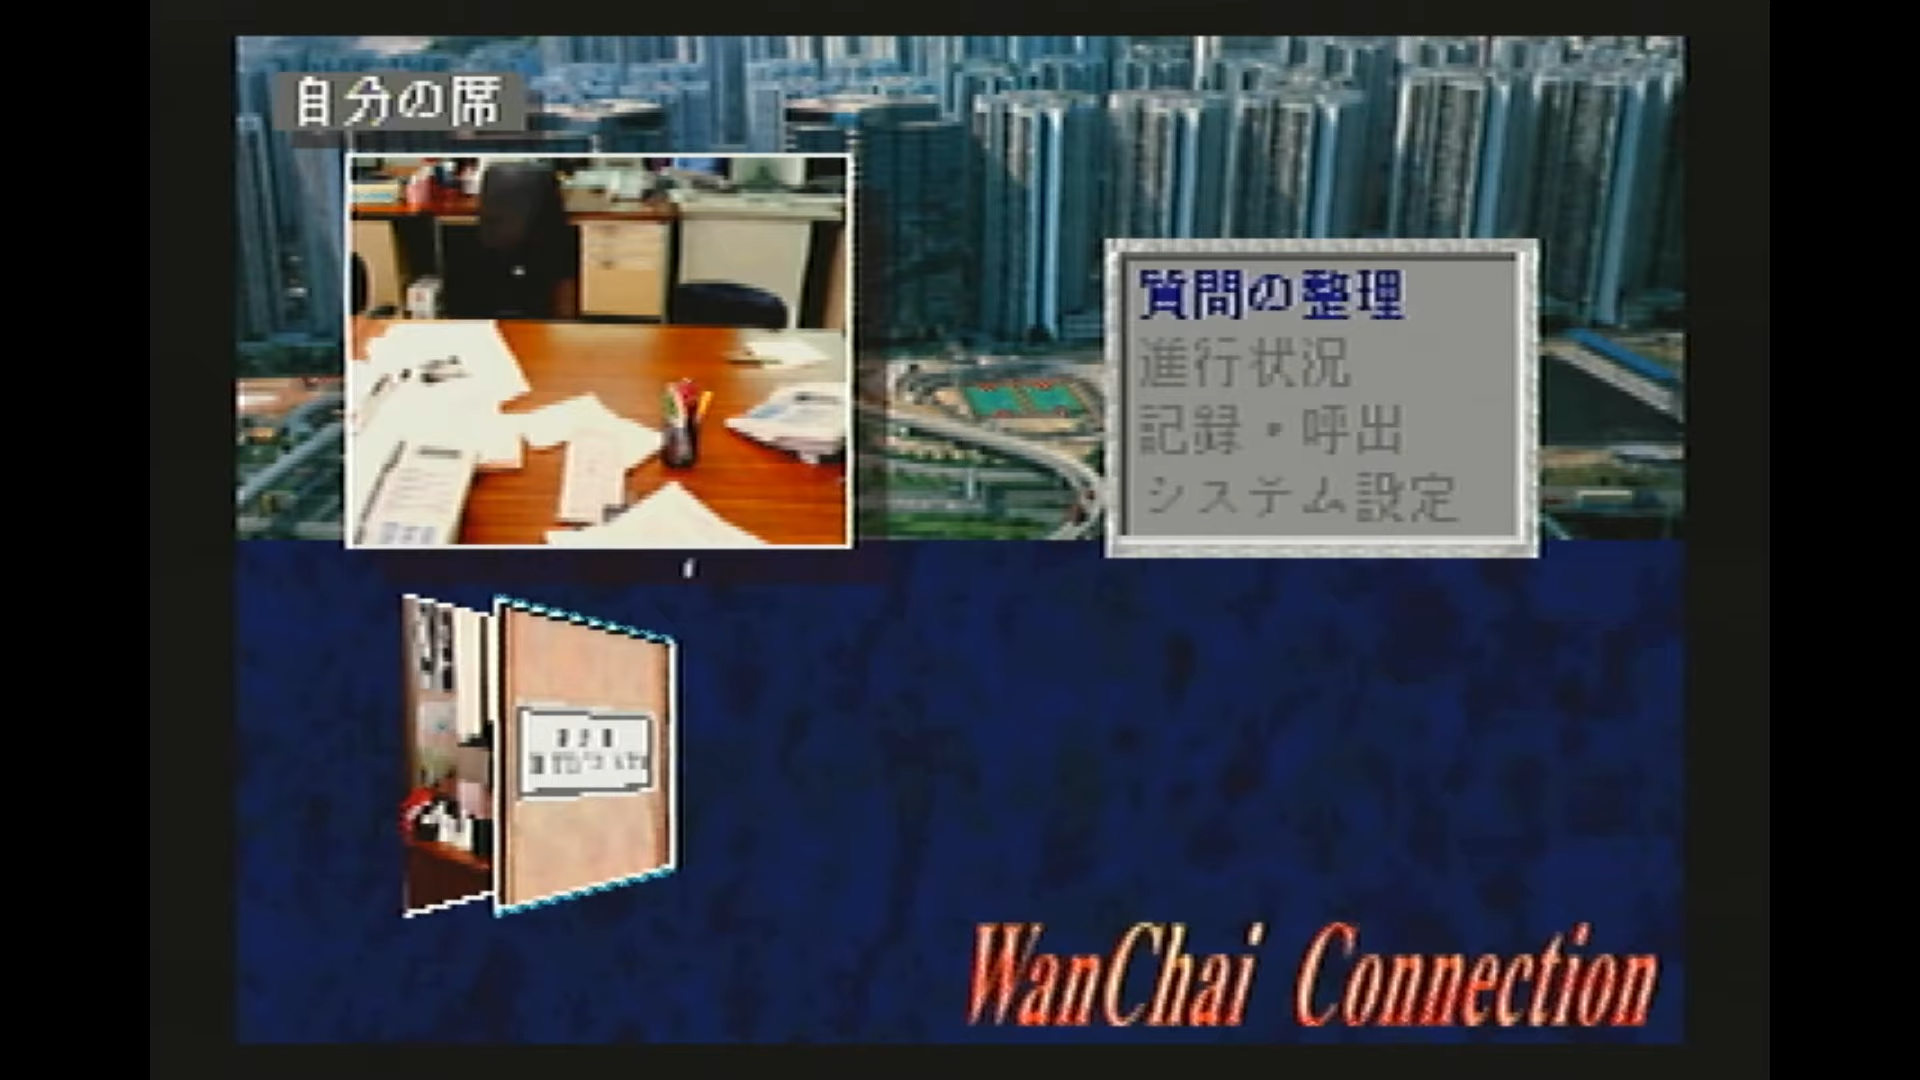 自分の席
質問の整理
進行状況
記録・呼出
システム設定
WanChai Connection